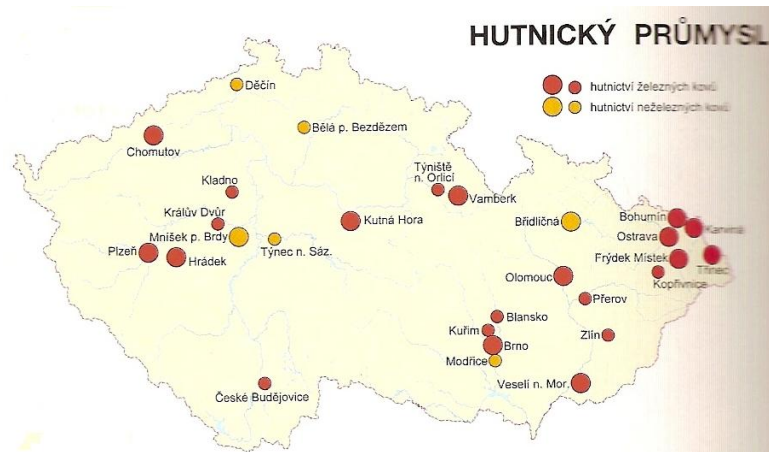 HUTNICKÝ PRŮMYSL
hutnictví železných kovů
hutnictví neželezných kovů
Děčín
Bělá p. Bezdězem
Chomutov
Kladno
Týniště
n. Orlicí
Vamberk
Králův Dvůr
Kutná Hora
Mníšek p. Brdy
Týnec n. Sáz.
Plzeň
Hrádek
Břidličná
Bohumín
Karviná
Ostrava
Frýdek Místek
Třinec
Kopřivnice
Olomouc
Přerov
Blansko
Kuřim
Zlín
Brno
Modřice
Veselí n. Mor.
České Budějovice